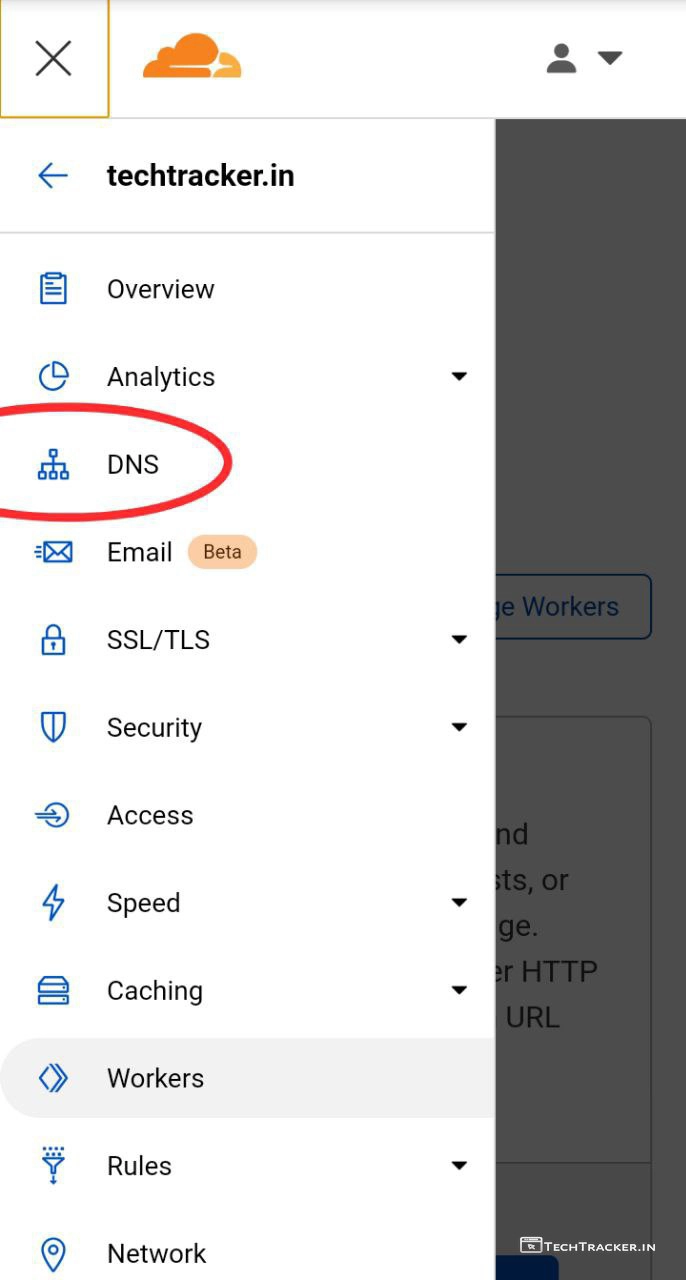 techtracker.in
Overview
Analytics
DNS
Email Beta
ge Workers
SSL/TLS
Security
nd
Access
sts, or
Speed
ge.
er HTTP
Caching
URL
Workers
Rules
TECHTRACKER.IN
Network